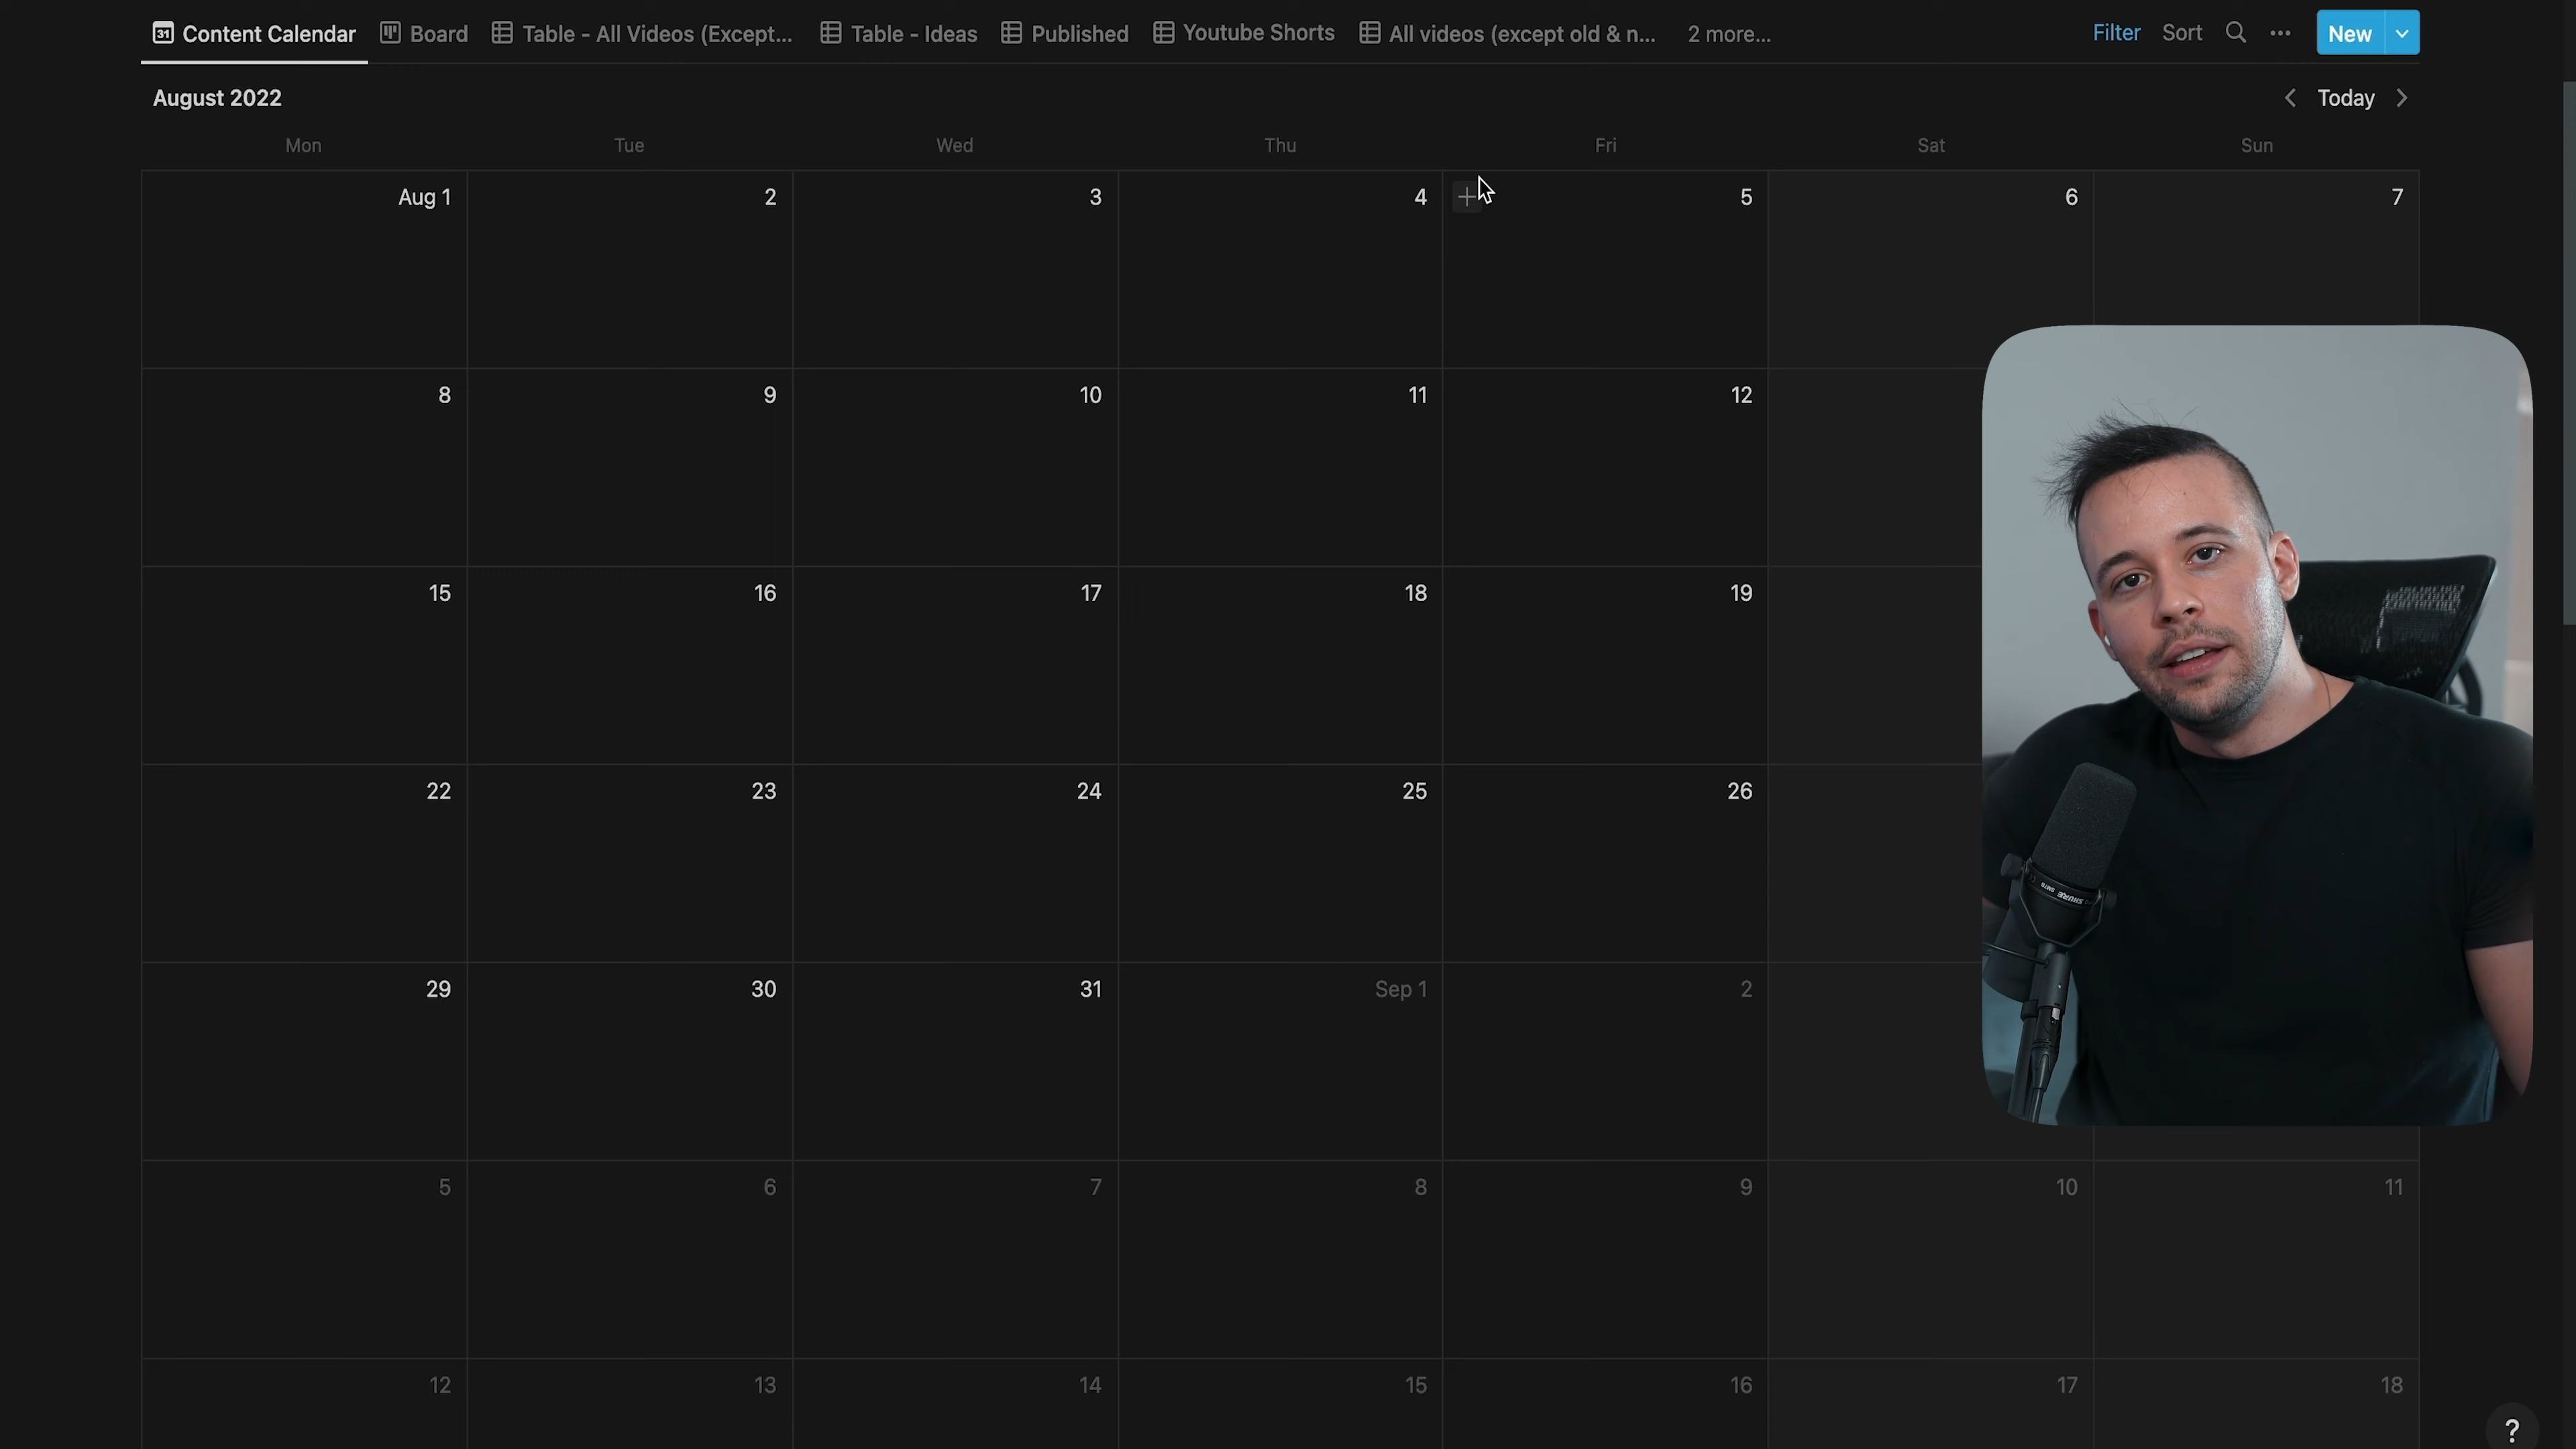 31 Content Calendar Board Table - All Videos (Except... Table - Ideas Published Youtube Shorts All videos (except old & n... 2 more... Filter Sort New
August 2022 Today
Mon Tue Wed Thu Fri Sat Sun
Aug 1 2 3 4 5 6 7
8 9 10 11 12
15 16 17 18 19
22 23 24 25 26
SM7B SHURE
29 30 31 Sep 1 2
5 6 7 8 9 10 11
12 13 14 15 16 17 18
?